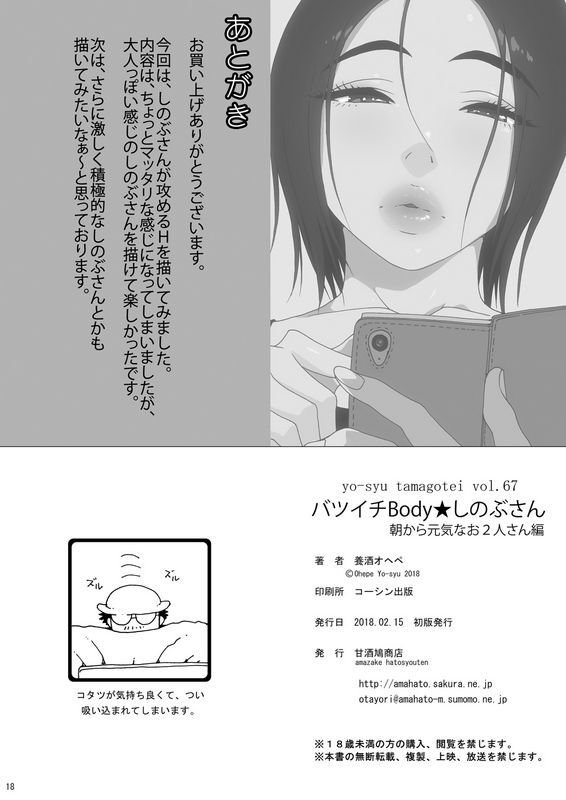 あとがき
お買い上げありがとうございます。
今回は、しのぶさんが攻めるHを描いてみました。
内容は、ちょっとマッタリな感じになってしまいましたが、
大人っぽい感じのしのぶさんを描けて楽しかったです。
次は、さらに激しく積極的なしのぶさんとかも
描いてみたいなぁ～と思っております。
yo-syu tamagotei vol.67
バツイチBody★しのぶさん
朝から元気なお2人さん編
著　者　養酒オヘペ
©Ohepe Yo-syu 2018
印刷所　コーシン出版
発行日　2018.02.15　初版発行
発　行　甘酒鳩商店
amazake hatosyouten
http://amahato.sakura.ne.jp
otayori@amahato-m.sumomo.ne.jp
※１８歳未満の方の購入、閲覧を禁じます。
※本書の無断転載、複製、上映、放送を禁じます。
ズル
ズル
コタツが気持ち良くて、つい
吸い込まれてしまいます。
18